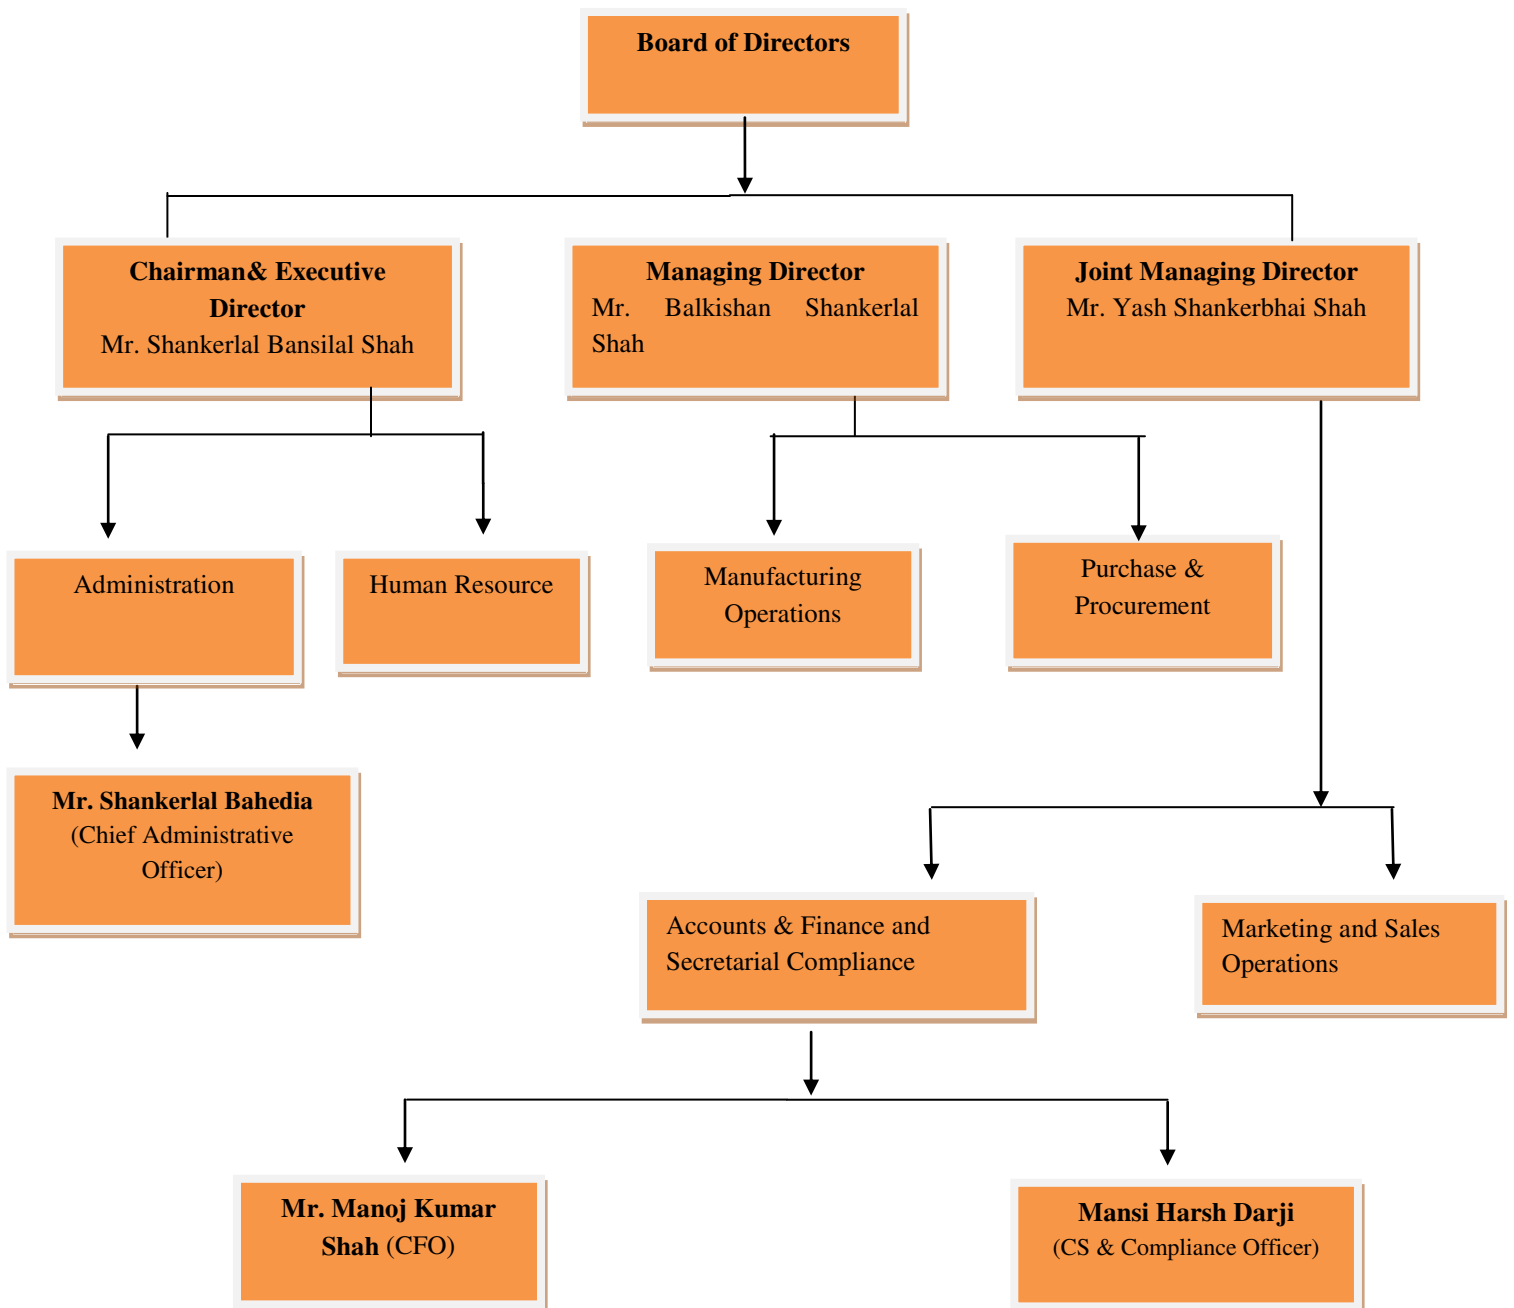 Board of Directors
Chairman& Executive
Director
Mr. Shankerlal Bansilal Shah
Managing Director
Mr. Balkishan Shankerlal
Shah
Joint Managing Director
Mr. Yash Shankerbhai Shah
Administration
Human Resource
Manufacturing
Operations
Purchase &
Procurement
Mr. Shankerlal Bahedia
(Chief Administrative
Officer)
Accounts & Finance and
Secretarial Compliance
Marketing and Sales
Operations
Mr. Manoj Kumar
Shah (CFO)
Mansi Harsh Darji
(CS & Compliance Officer)